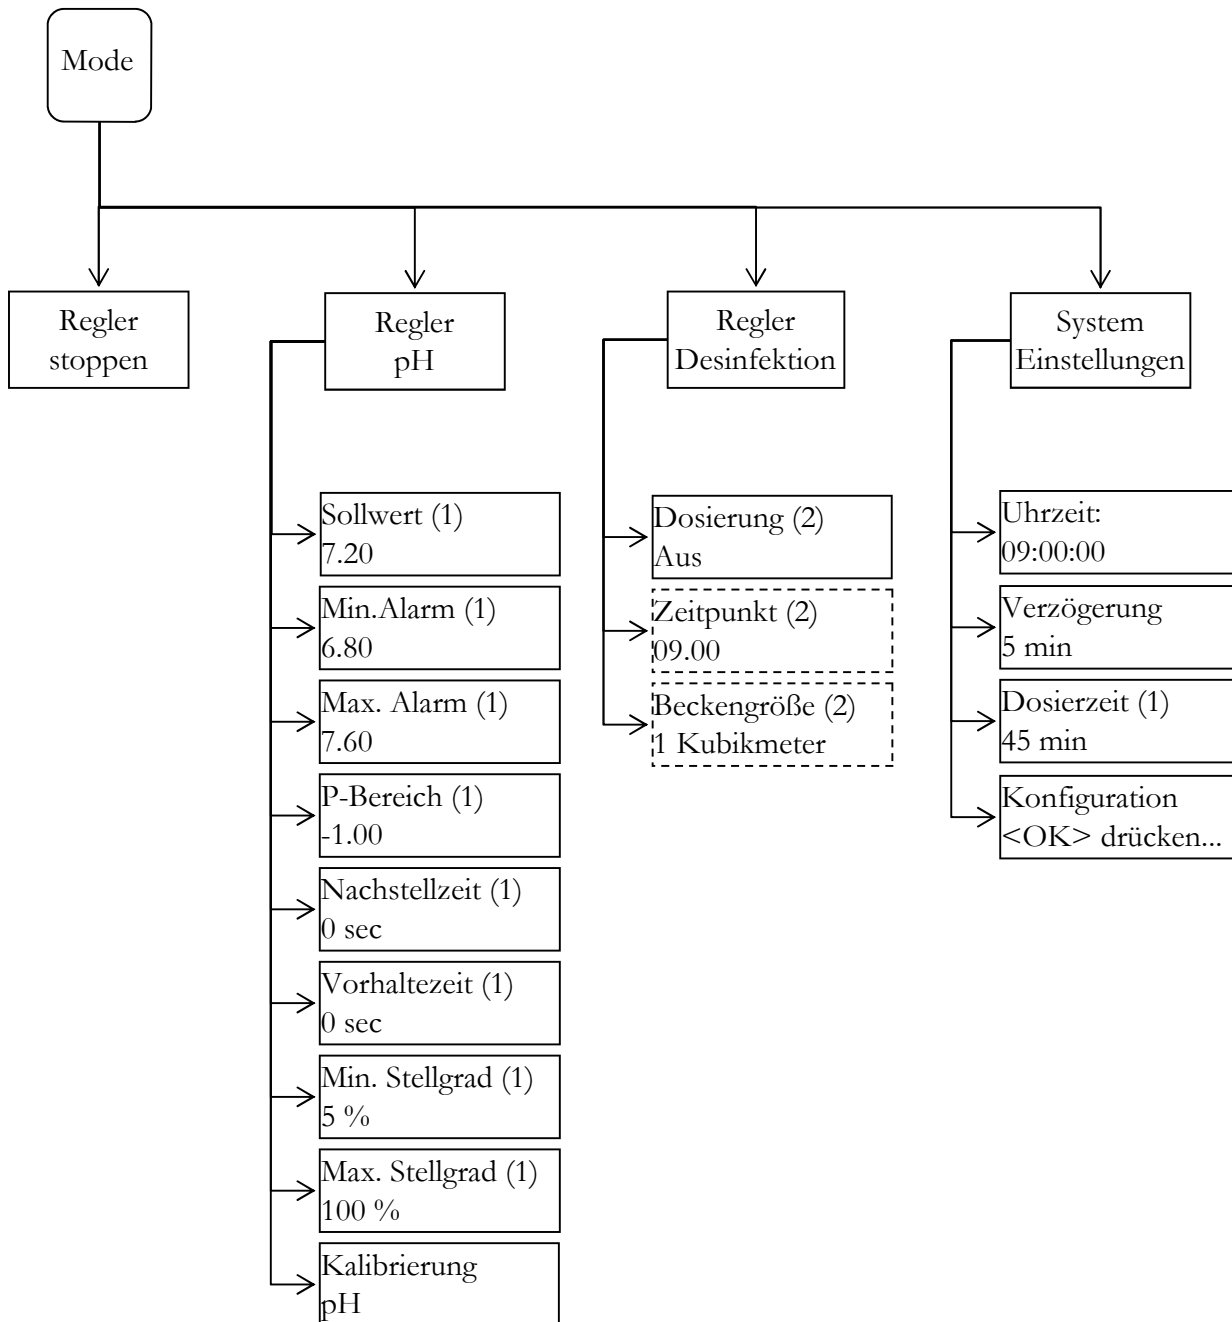 Mode
Regler
stoppen
Regler
pH
Regler
Desinfektion
System
Einstellungen
Sollwert (1)
7.20
Min.Alarm (1)
6.80
Max. Alarm (1)
7.60
P-Bereich (1)
-1.00
Nachstellzeit (1)
0 sec
Vorhaltezeit (1)
0 sec
Min. Stellgrad (1)
5 %
Max. Stellgrad (1)
100 %
Kalibrierung
pH
Dosierung (2)
Aus
Zeitpunkt (2)
09.00
Beckengröße (2)
1 Kubikmeter
Uhrzeit:
09:00:00
Verzögerung
5 min
Dosierzeit (1)
45 min
Konfiguration
<OK> drücken...